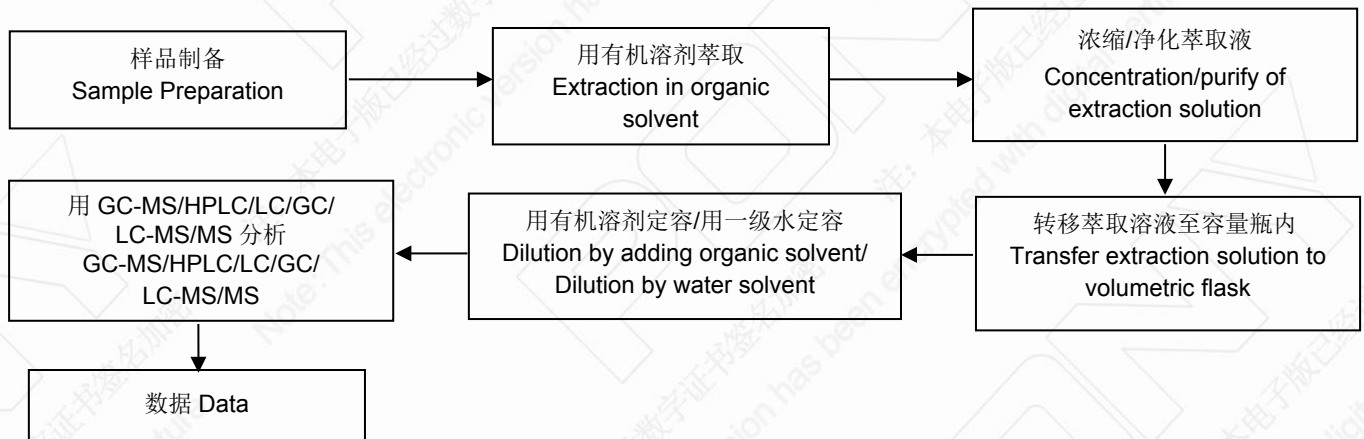 样品制备
Sample Preparation
用有机溶剂萃取
Extraction in organic
solvent
浓缩/净化萃取液
Concentration/purify of
extraction solution
转移萃取溶液至容量瓶内
Transfer extraction solution to
volumetric flask
用有机溶剂定容/用一级水定容
Dilution by adding organic solvent/
Dilution by water solvent
用 GC-MS/HPLC/LC/GC/
LC-MS/MS 分析
GC-MS/HPLC/LC/GC/
LC-MS/MS
数据 Data